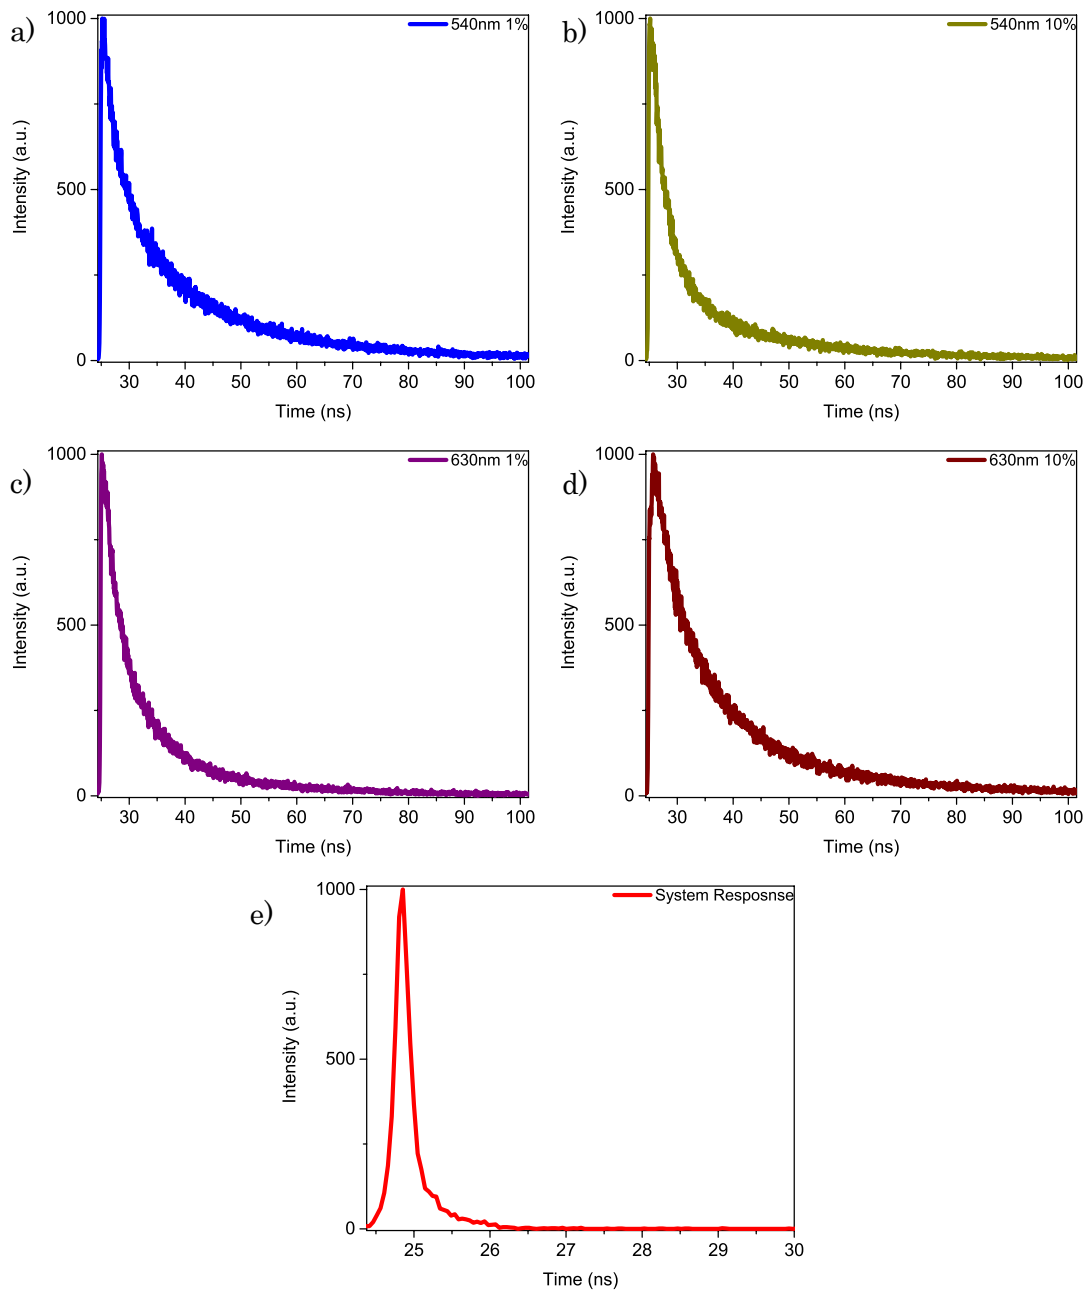 a)
1000
500
0
Intensity (a.u.)
540nm 1%
30 40 50 60 70 80 90 100
Time (ns)
b)
1000
500
0
Intensity (a.u.)
540nm 10%
30 40 50 60 70 80 90 100
Time (ns)
c)
1000
500
0
Intensity (a.u.)
630nm 1%
30 40 50 60 70 80 90 100
Time (ns)
d)
1000
500
0
Intensity (a.u.)
630nm 10%
30 40 50 60 70 80 90 100
Time (ns)
e)
1000
500
0
Intensity (a.u.)
System Resposnse
25 26 27 28 29 30
Time (ns)